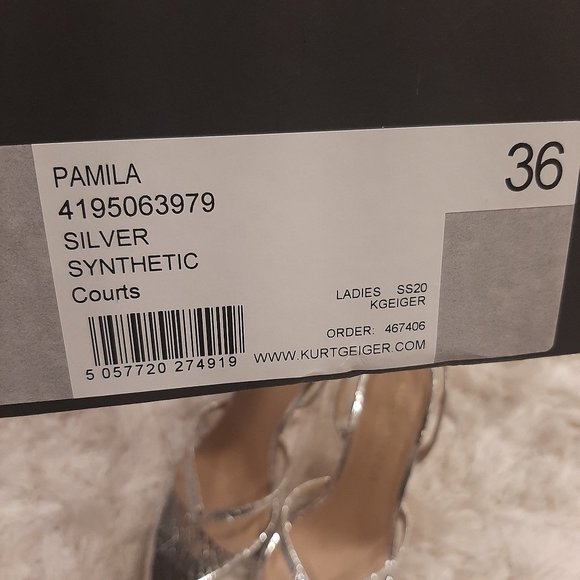 PAMILA
36
4195063979
SILVER
SYNTHETIC
Courts
LADIES SS20
KGEIGER
ORDER: 467406
5 057720 274919
WWW.KURTGEIGER.COM